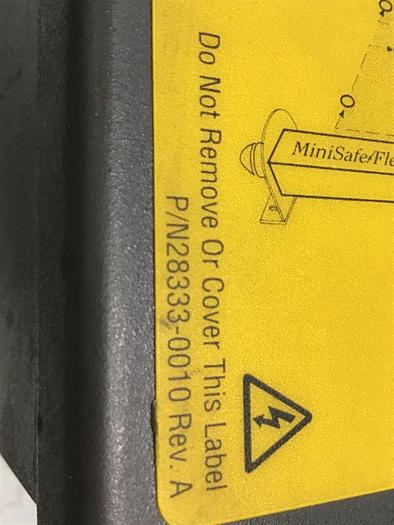 Do Not Remove Or Cover This Label
P/N28333-0010 Rev. A
MiniSafe/Fle